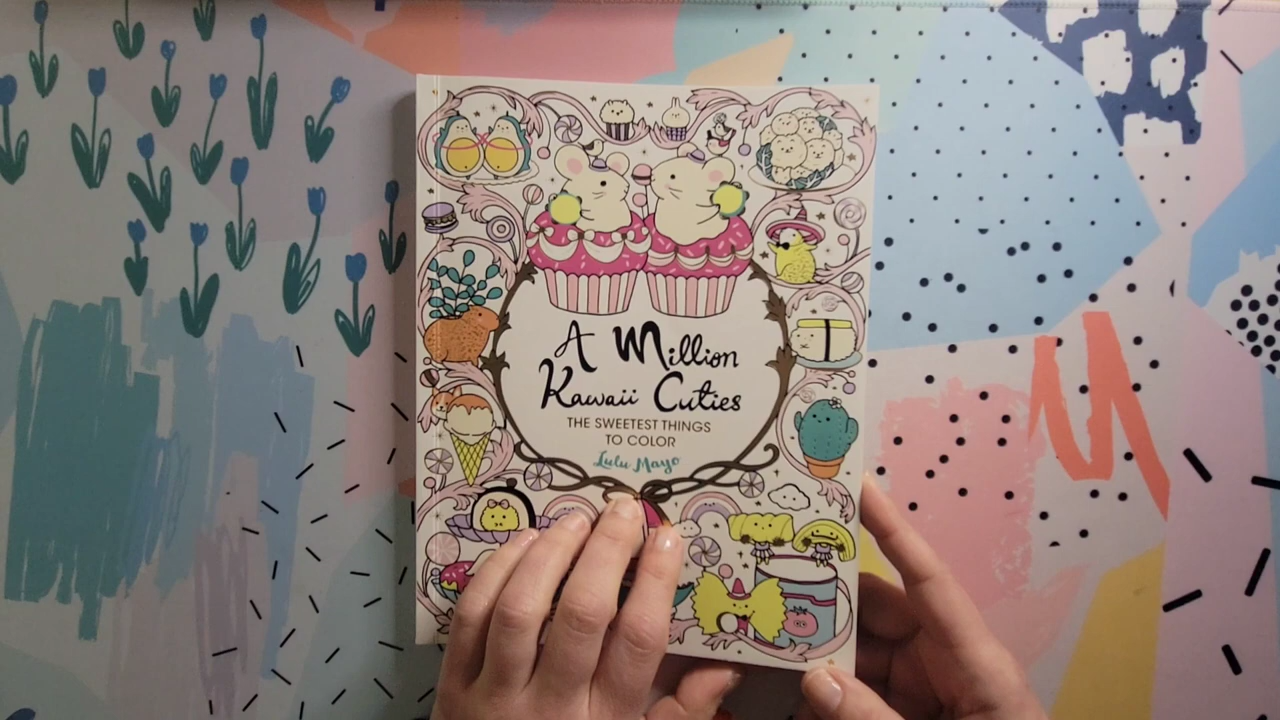 A Million
Kawaii Cuties
THE SWEETEST THINGS
TO COLOR
Lulu Mayo